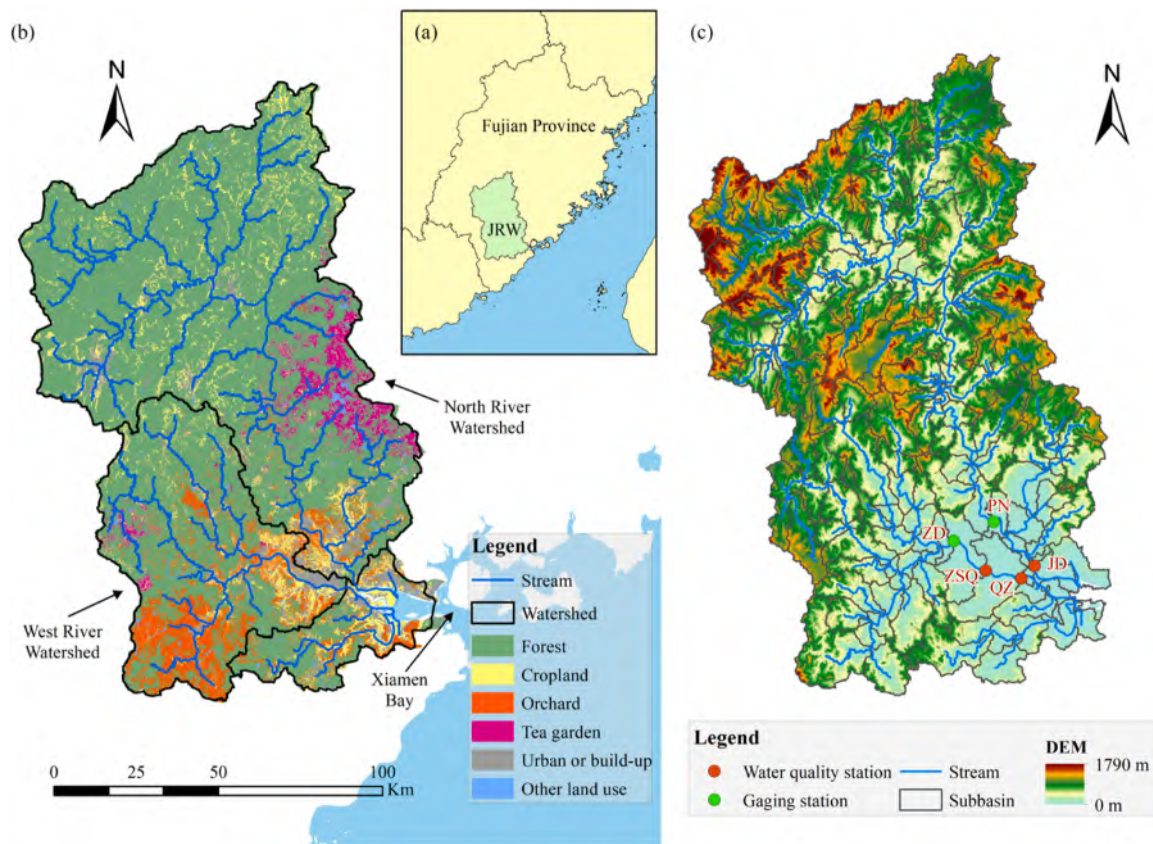 (b)
N
(a)
Fujian Province
JRW
North River
Watershed
West River
Watershed
Xiamen
Bay
Legend
Stream
Watershed
Forest
Cropland
Orchard
Tea garden
Urban or build-up
Other land use
0 25 50 100
Km
(c)
N
PN
ZD
JD
ZSQ
QZ
Legend
Water quality station
Stream
Gaging station
Subbasin
DEM
1790 m
0 m